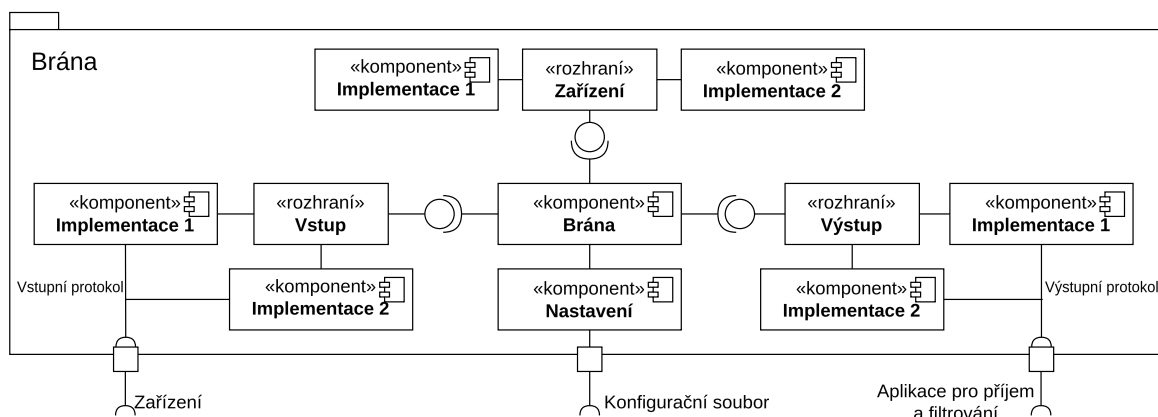 Brána
«komponent»
Implementace 1
«rozhraní»
Zařízení
«komponent»
Implementace 2
«komponent»
Implementace 1
«rozhraní»
Vstup
«komponent»
Brána
«rozhraní»
Výstup
«komponent»
Implementace 1
Vstupní protokol
«komponent»
Implementace 2
«komponent»
Nastavení
«komponent»
Implementace 2
Výstupní protokol
Zařízení
Konfigurační soubor
Aplikace pro příjem
a filtrování